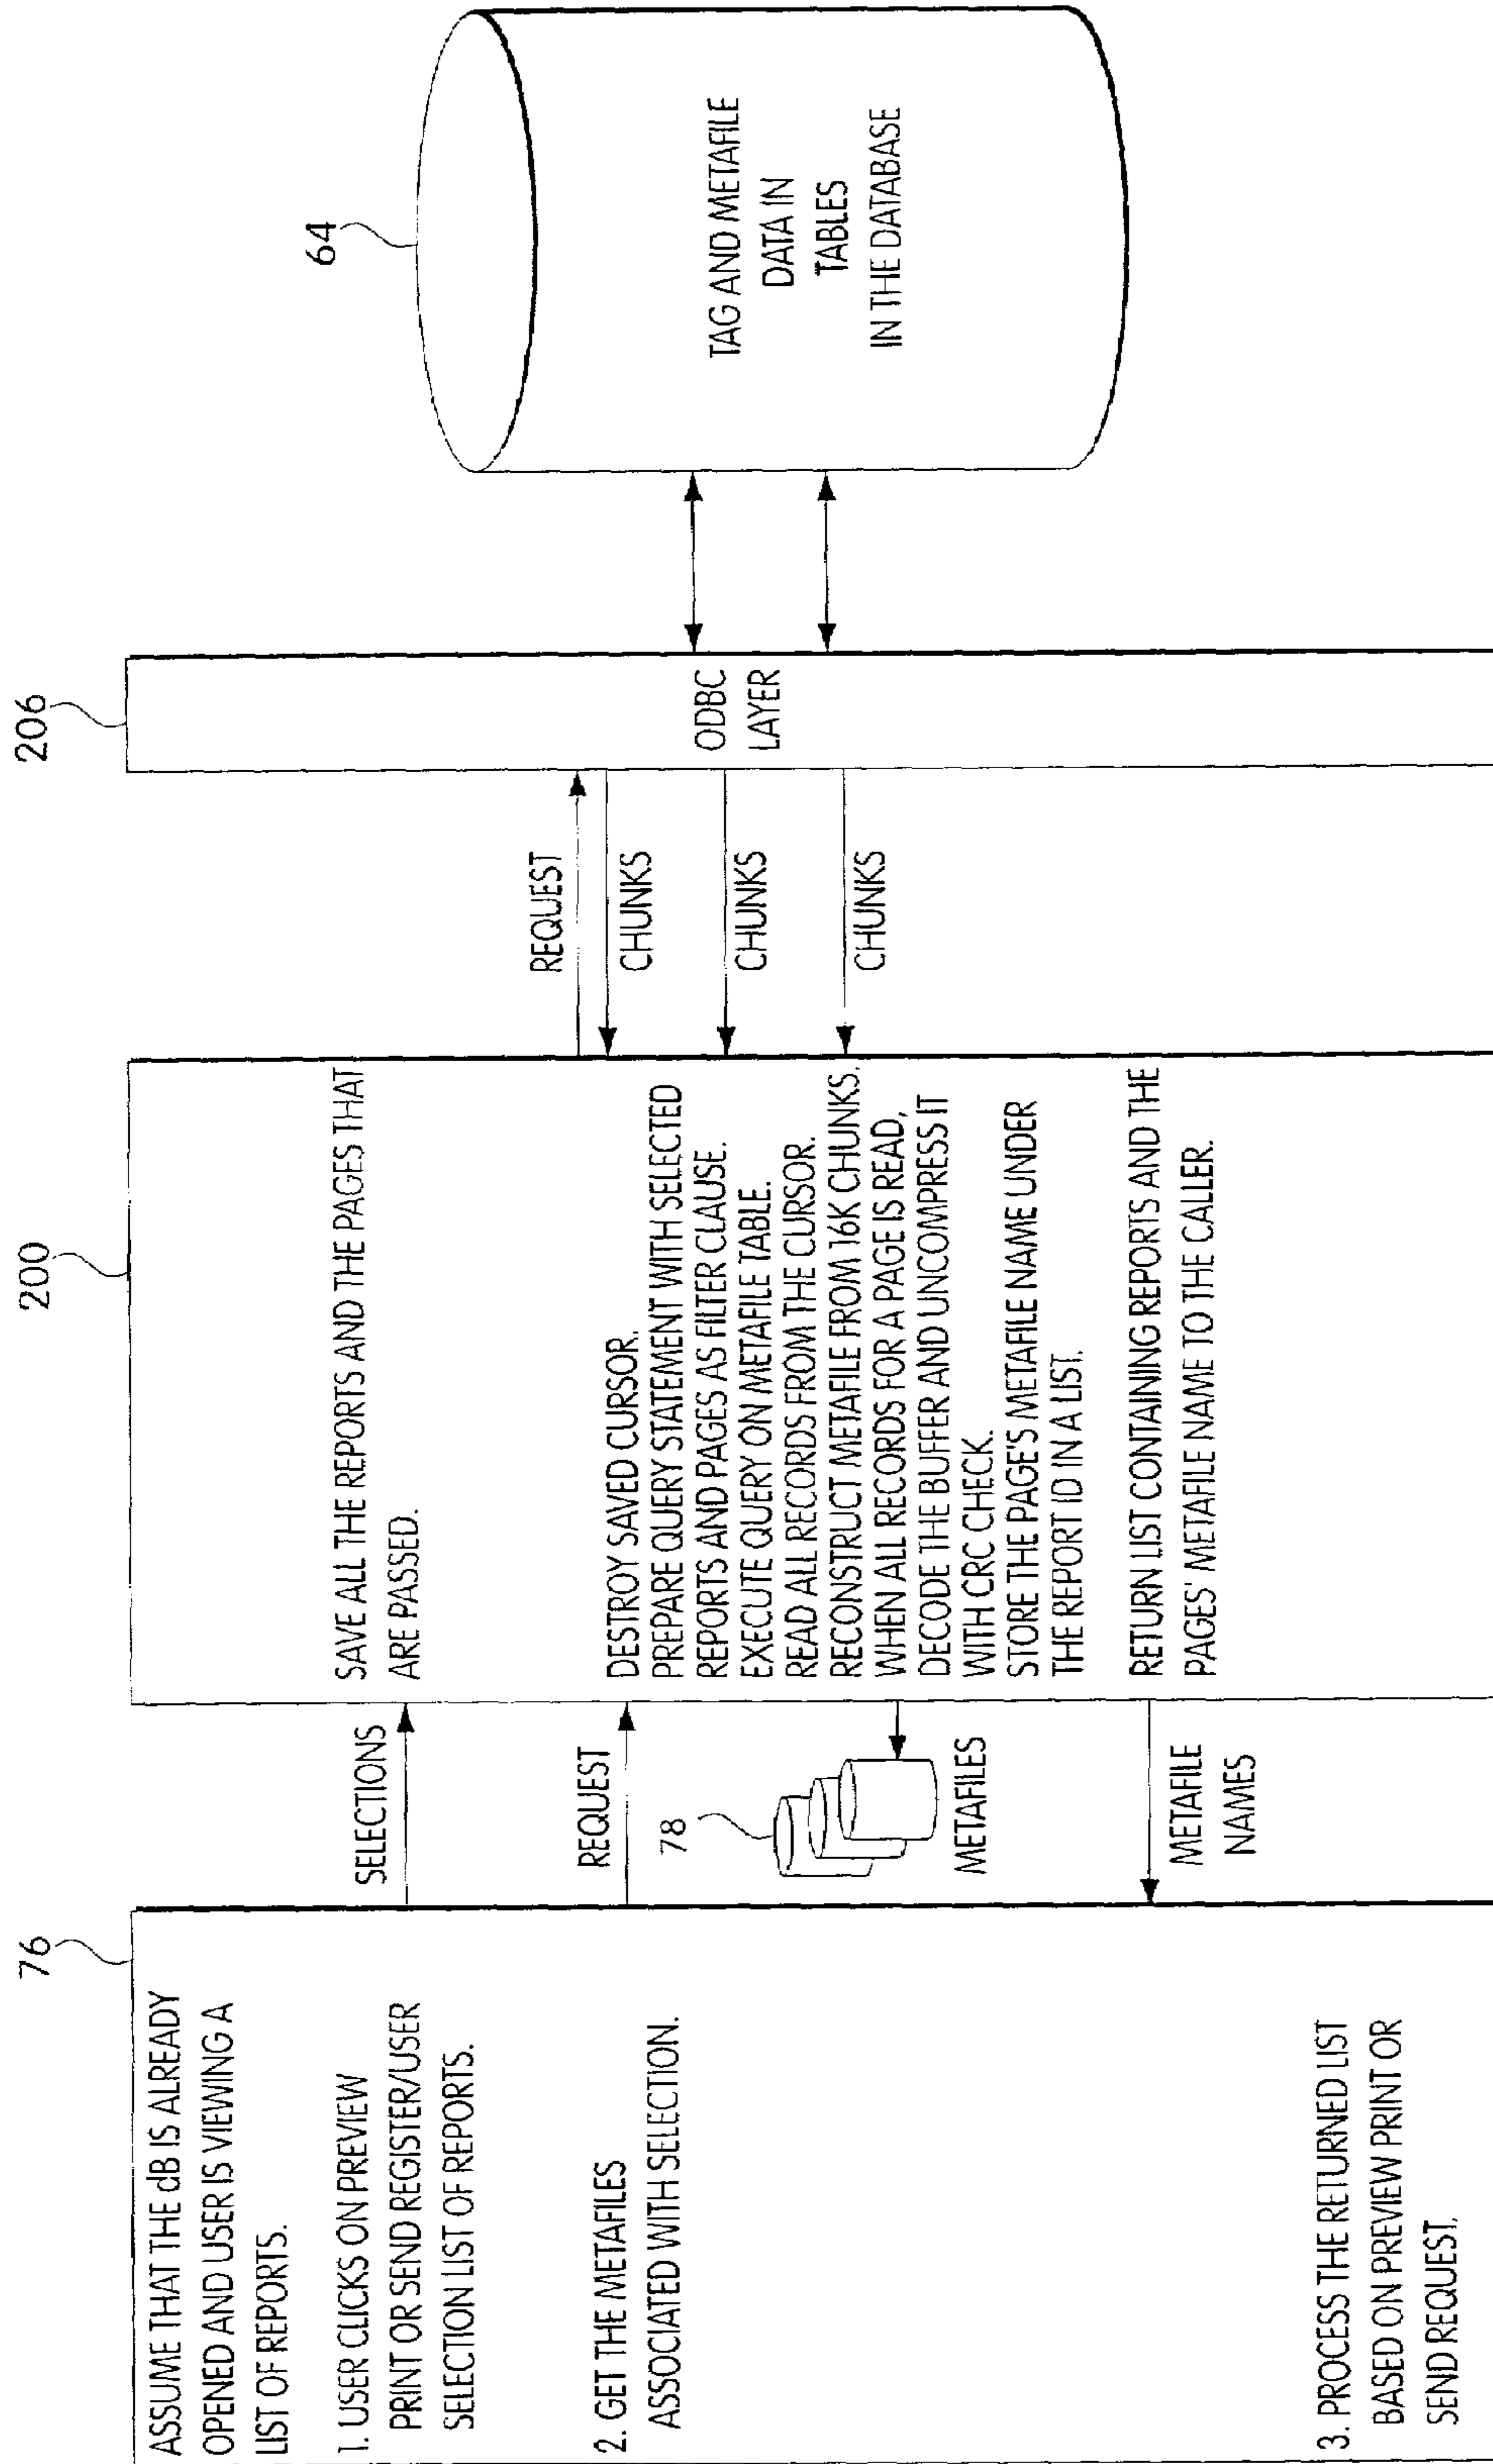 76
ASSUME THAT THE dB IS ALREADY
OPENED AND USER IS VIEWING A
LIST OF REPORTS.
1. USER CLICKS ON PREVIEW
PRINT OR SEND REGISTER/USER
SELECTION LIST OF REPORTS.
2. GET THE METAFILES
ASSOCIATED WITH SELECTION.
3. PROCESS THE RETURNED LIST
BASED ON PREVIEW PRINT OR
SEND REQUEST.
SELECTIONS
REQUEST
78
METAFILES
METAFILE
NAMES
200
SAVE ALL THE REPORTS AND THE PAGES THAT
ARE PASSED.
DESTROY SAVED CURSOR.
PREPARE QUERY STATEMENT WITH SELECTED
REPORTS AND PAGES AS FILTER CLAUSE.
EXECUTE QUERY ON METAFILE TABLE.
READ ALL RECORDS FROM THE CURSOR.
RECONSTRUCT METAFILE FROM 16K CHUNKS.
WHEN ALL RECORDS FOR A PAGE IS READ,
DECODE THE BUFFER AND UNCOMPRESS IT
WITH CRC CHECK.
STORE THE PAGE'S METAFILE NAME UNDER
THE REPORT ID IN A LIST.
RETURN LIST CONTAINING REPORTS AND THE
PAGES' METAFILE NAME TO THE CALLER.
REQUEST
CHUNKS
CHUNKS
CHUNKS
206
ODBC
LAYER
64
TAG AND METAFILE
DATA IN
TABLES
IN THE DATABASE